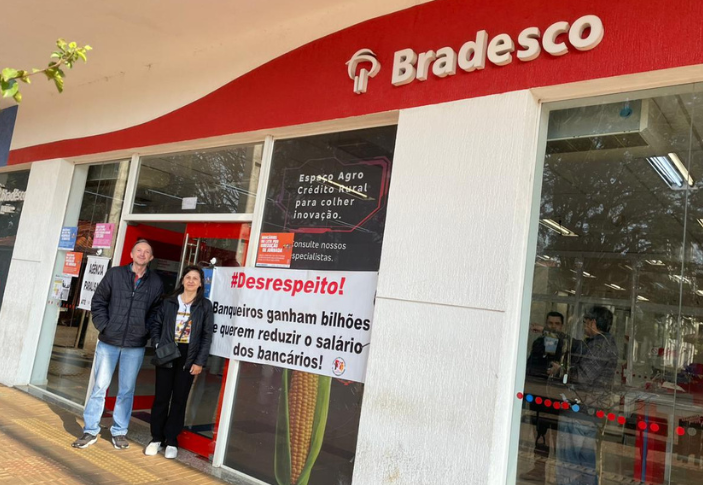 Bradesco
Espaço Agro
Crédito Rural
para colher
inovação.
consulte nossos
especialistas.
AGÊNCIA
#Desrespeito!
Banqueiros ganham bilhões
e querem reduzir o salário
dos bancários!